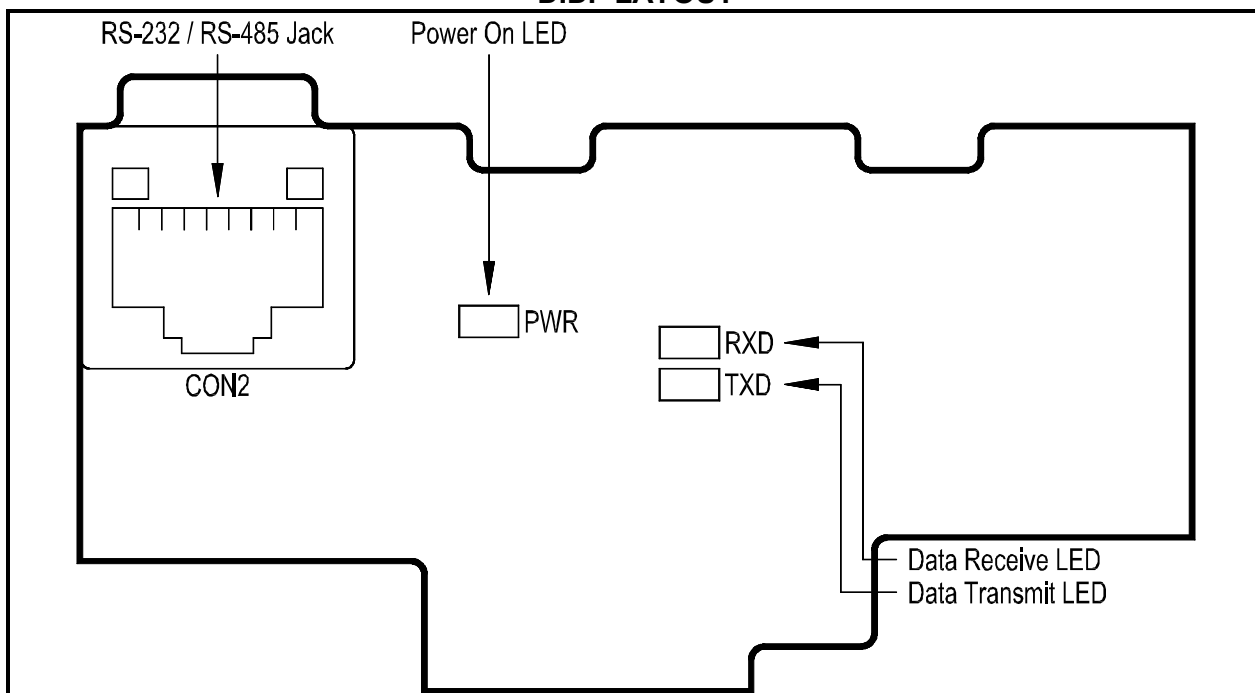 RS-232 / RS-485 Jack
Power On LED
PWR
RXD
TXD
CON2
Data Receive LED
Data Transmit LED